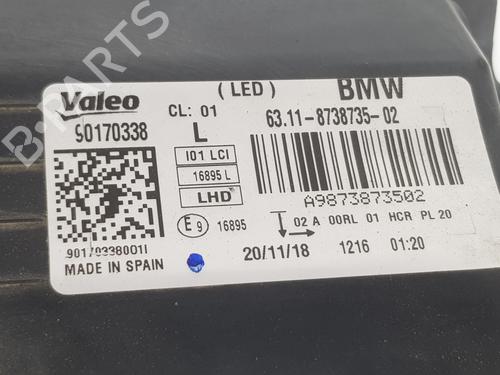 B-PARTS
Valeo
90170338
901703380011
MADE IN SPAIN
CL: 01
L
I01 LCI
16895 L
LHD
E9 16895
(LED)
BMW
63.11-8738735-02
A9873873502
02 A 00RL 01 HCR PL 20
20/11/18 1216 01:20